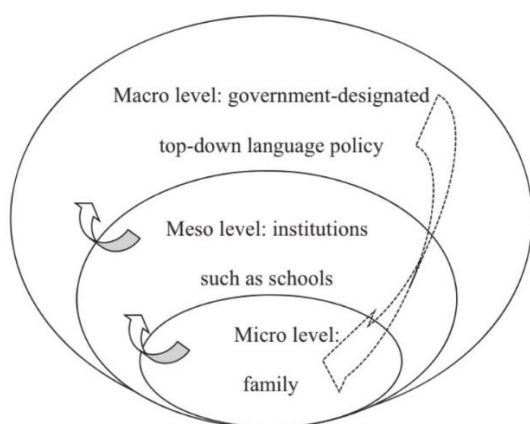 Macro level: government-designated
top-down language policy
Meso level: institutions
such as schools
Micro level:
family